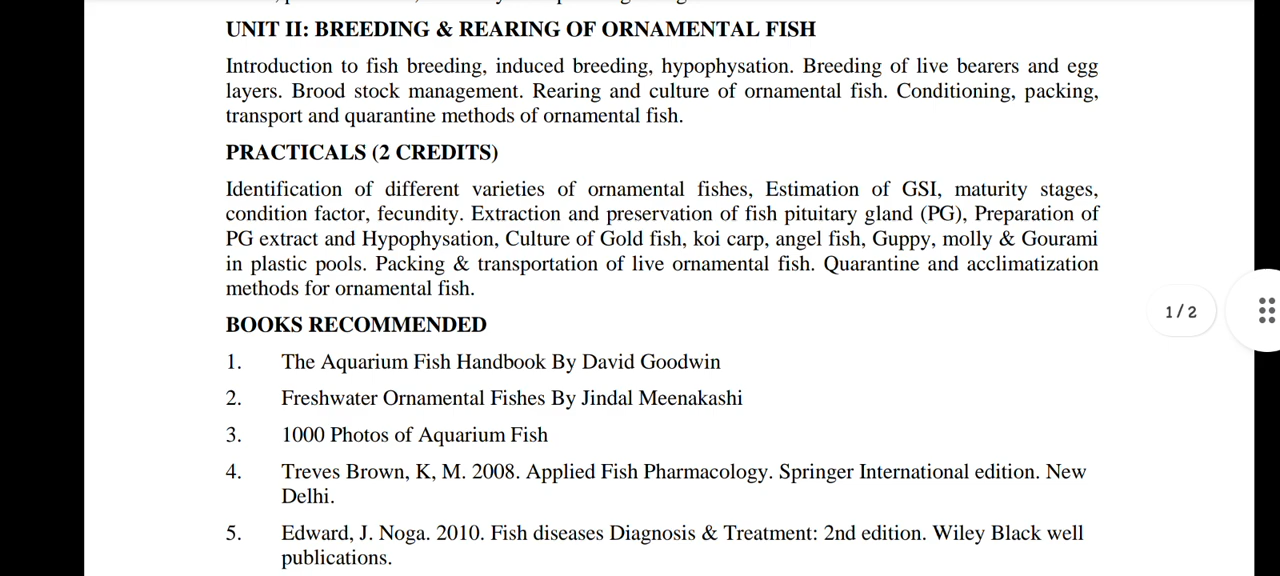 UNIT II: BREEDING & REARING OF ORNAMENTAL FISH
Introduction to fish breeding, induced breeding, hypophysation. Breeding of live bearers and egg
layers. Brood stock management. Rearing and culture of ornamental fish. Conditioning, packing,
transport and quarantine methods of ornamental fish.
PRACTICALS (2 CREDITS)
Identification of different varieties of ornamental fishes, Estimation of GSI, maturity stages,
condition factor, fecundity. Extraction and preservation of fish pituitary gland (PG), Preparation of
PG extract and Hypophysation, Culture of Gold fish, koi carp, angel fish, Guppy, molly & Gourami
in plastic pools. Packing & transportation of live ornamental fish. Quarantine and acclimatization
methods for ornamental fish.
1/2
BOOKS RECOMMENDED
1. The Aquarium Fish Handbook By David Goodwin
2. Freshwater Ornamental Fishes By Jindal Meenakashi
3. 1000 Photos of Aquarium Fish
4. Treves Brown, K, M. 2008. Applied Fish Pharmacology. Springer International edition. New
Delhi.
5. Edward, J. Noga. 2010. Fish diseases Diagnosis & Treatment: 2nd edition. Wiley Black well
publications.